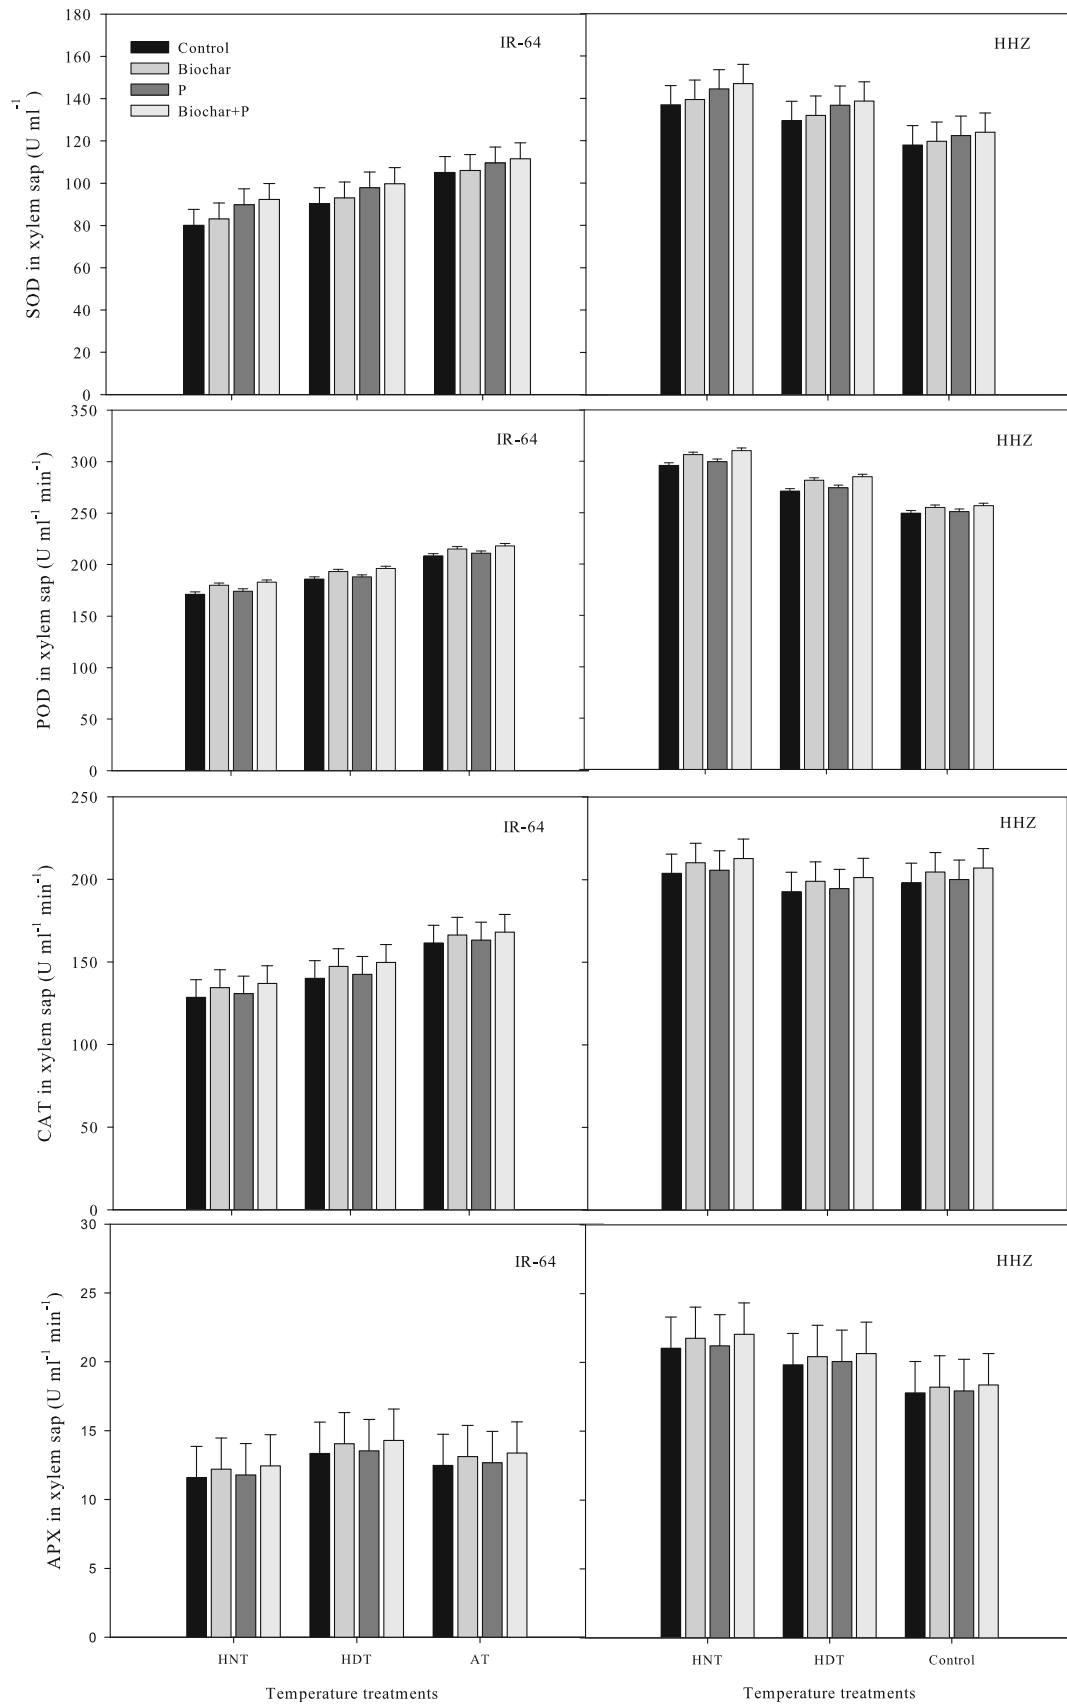 180
160
140
120
100
80
60
40
20
0
SOD in xylem sap (U ml⁻¹)
Control
Biochar
P
Biochar+P
IR-64
HHZ
350
300
250
200
150
100
50
0
POD in xylem sap (U ml⁻¹ min⁻¹)
IR-64
HHZ
250
200
150
100
50
0
CAT in xylem sap (U ml⁻¹ min⁻¹)
IR-64
HHZ
30
25
20
15
10
5
0
APX in xylem sap (U ml⁻¹ min⁻¹)
IR-64
HHZ
HNT HDT AT
HNT HDT Control
Temperature treatments
Temperature treatments